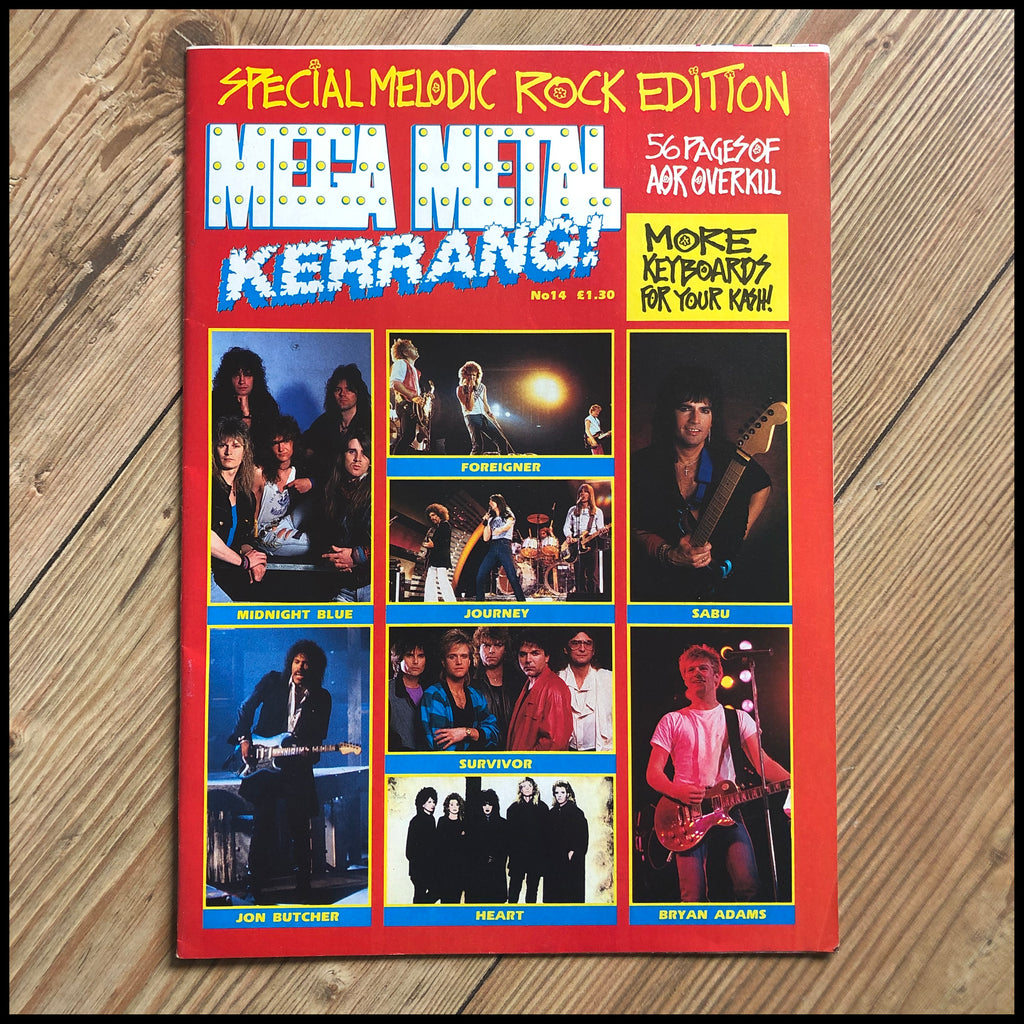 SPECIAL MELODIC ROCK EDITION
MEGA METAL
KERRANG!
No14 £1.30
56 PAGES OF
AOR OVERKILL
MORE
KEYBOARDS
FOR YOUR KASH!
MIDNIGHT BLUE
FOREIGNER
JOURNEY
SABU
JON BUTCHER
SURVIVOR
HEART
BRYAN ADAMS